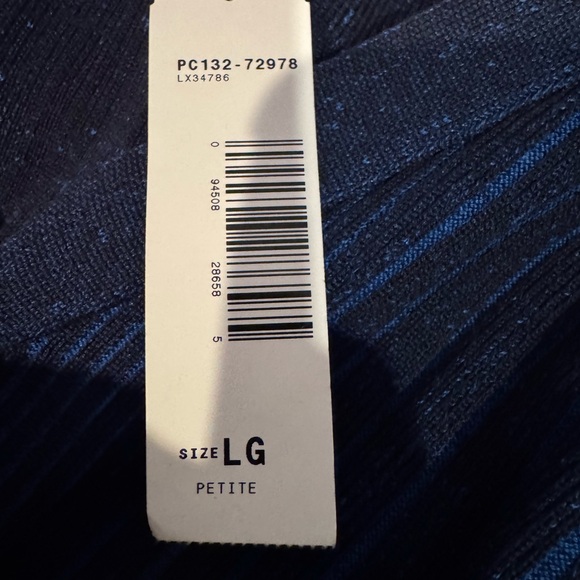 PC132-72978
LX34786
0 94508 28658 5
SIZE LG
PETITE